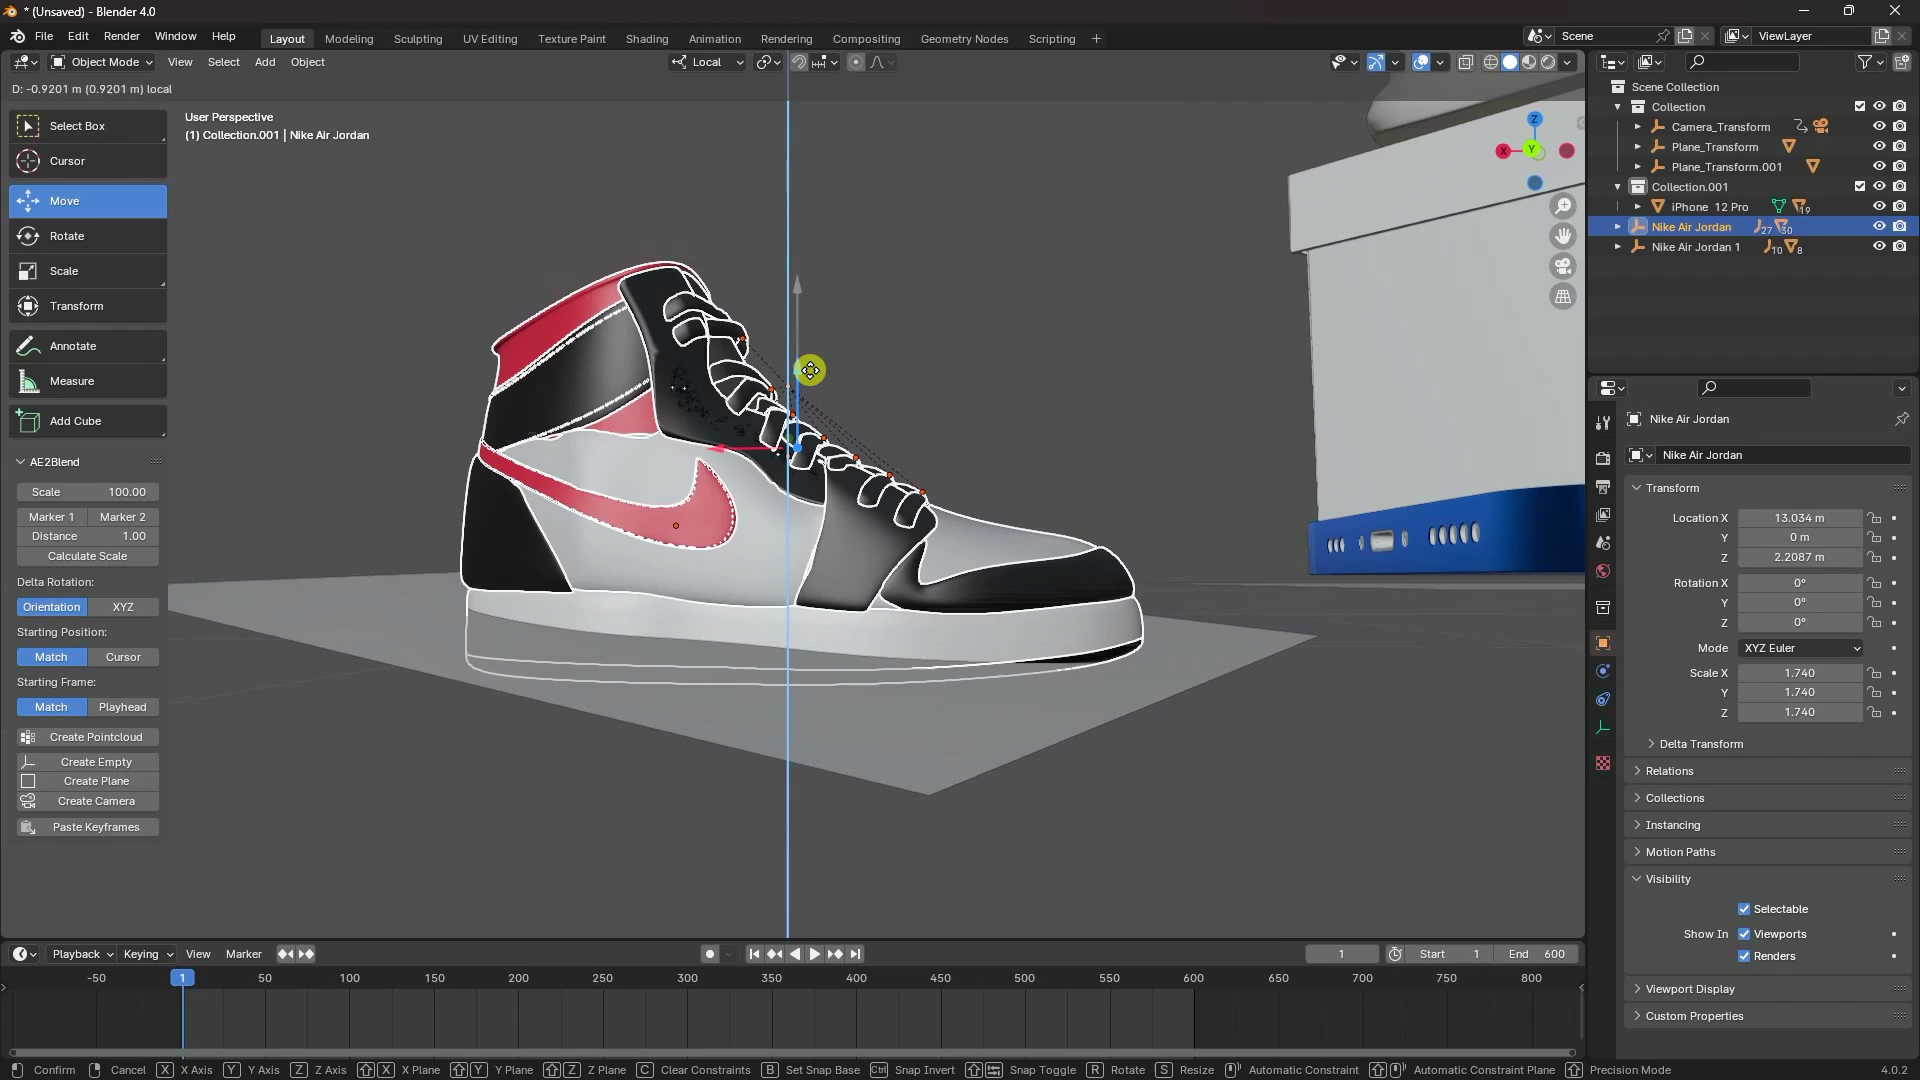 * (Unsaved) - Blender 4.0
File Edit Render Window Help
Layout Modeling Sculpting UV Editing Texture Paint Shading Animation Rendering Compositing Geometry Nodes Scripting +
Scene ViewLayer
Object Mode View Select Add Object Local
D: -0.9201 m (0.9201 m) local
User Perspective
(1) Collection.001 | Nike Air Jordan
Select Box
Cursor
Move
Rotate
Scale
Transform
Annotate
Measure
Add Cube
AE2Blend
Scale 100.00
Marker 1 Marker 2
Distance 1.00
Calculate Scale
Delta Rotation:
Orientation XYZ
Starting Position:
Match Cursor
Starting Frame:
Match Playhead
Create Pointcloud
Create Empty
Create Plane
Create Camera
Paste Keyframes
Z
X Y
Scene Collection
Collection
Camera_Transform
Plane_Transform
Plane_Transform.001
Collection.001
iPhone 12 Pro 19
Nike Air Jordan 27 30
Nike Air Jordan 1 10 8
Nike Air Jordan
Nike Air Jordan
Transform
Location X 13.034 m
Y 0 m
Z 2.2087 m
Rotation X 0°
Y 0°
Z 0°
Mode XYZ Euler
Scale X 1.740
Y 1.740
Z 1.740
Delta Transform
Relations
Collections
Instancing
Motion Paths
Visibility
Selectable
Show In Viewports
Renders
Viewport Display
Custom Properties
Playback Keying View Marker
1 Start 1 End 600
-50 1 50 100 150 200 250 300 350 400 450 500 550 600 650 700 750 800
Confirm Cancel X X Axis Y Y Axis Z Z Axis X X Plane Y Y Plane Z Z Plane C Clear Constraints B Set Snap Base Ctrl Snap Invert Snap Toggle R Rotate S Resize Automatic Constraint Automatic Constraint Plane Precision Mode 4.0.2